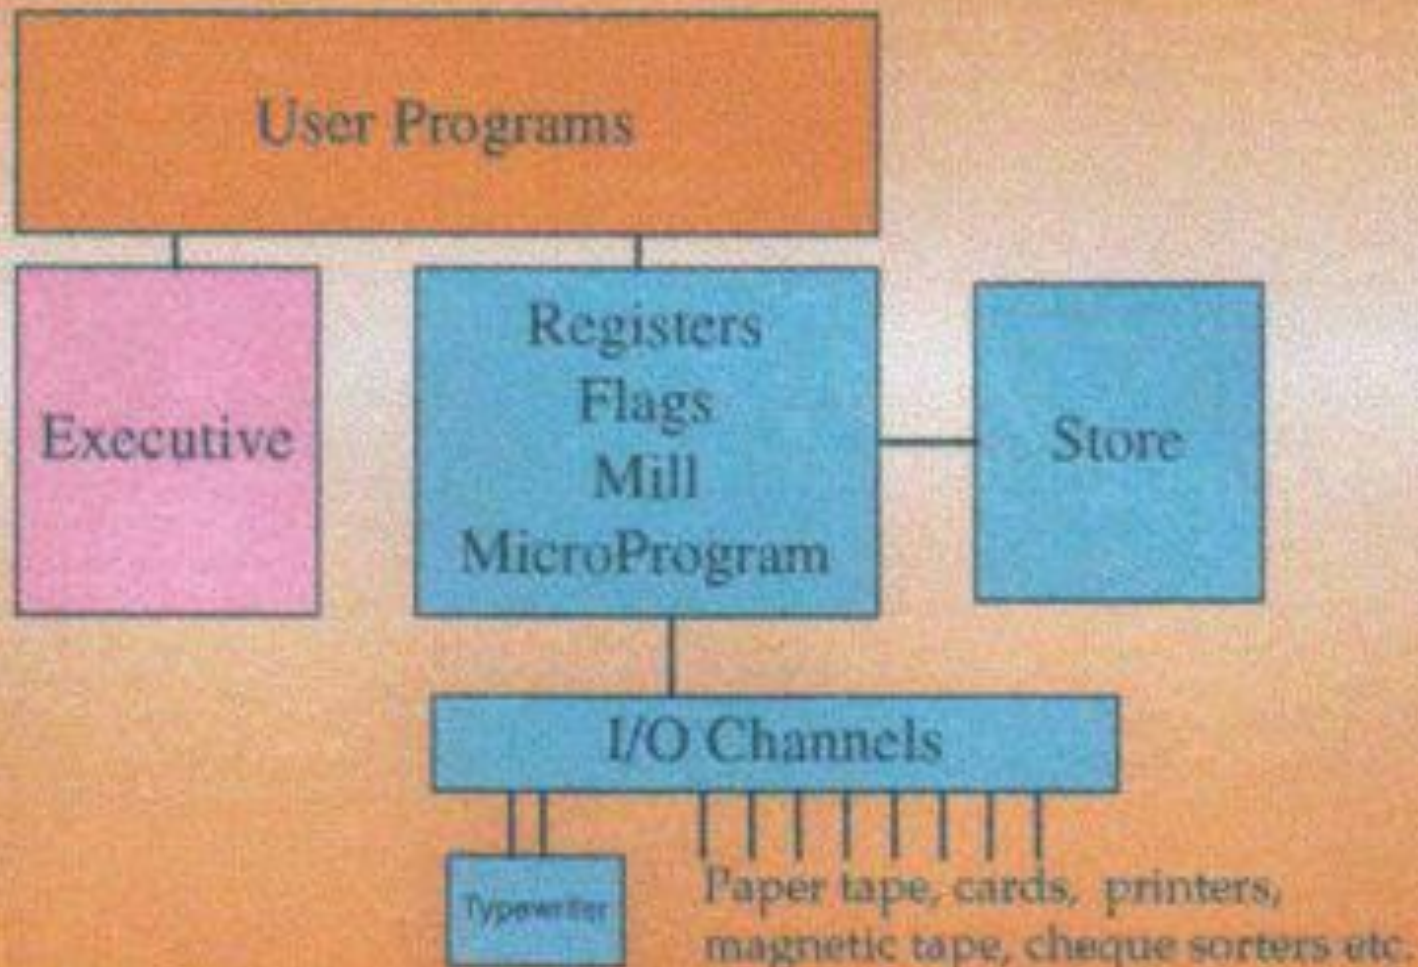 User Programs
Executive
Registers
Flags
Mill
MicroProgram
Store
I/O Channels
Typewriter
Paper tape, cards, printers,
magnetic tape, cheque sorters etc